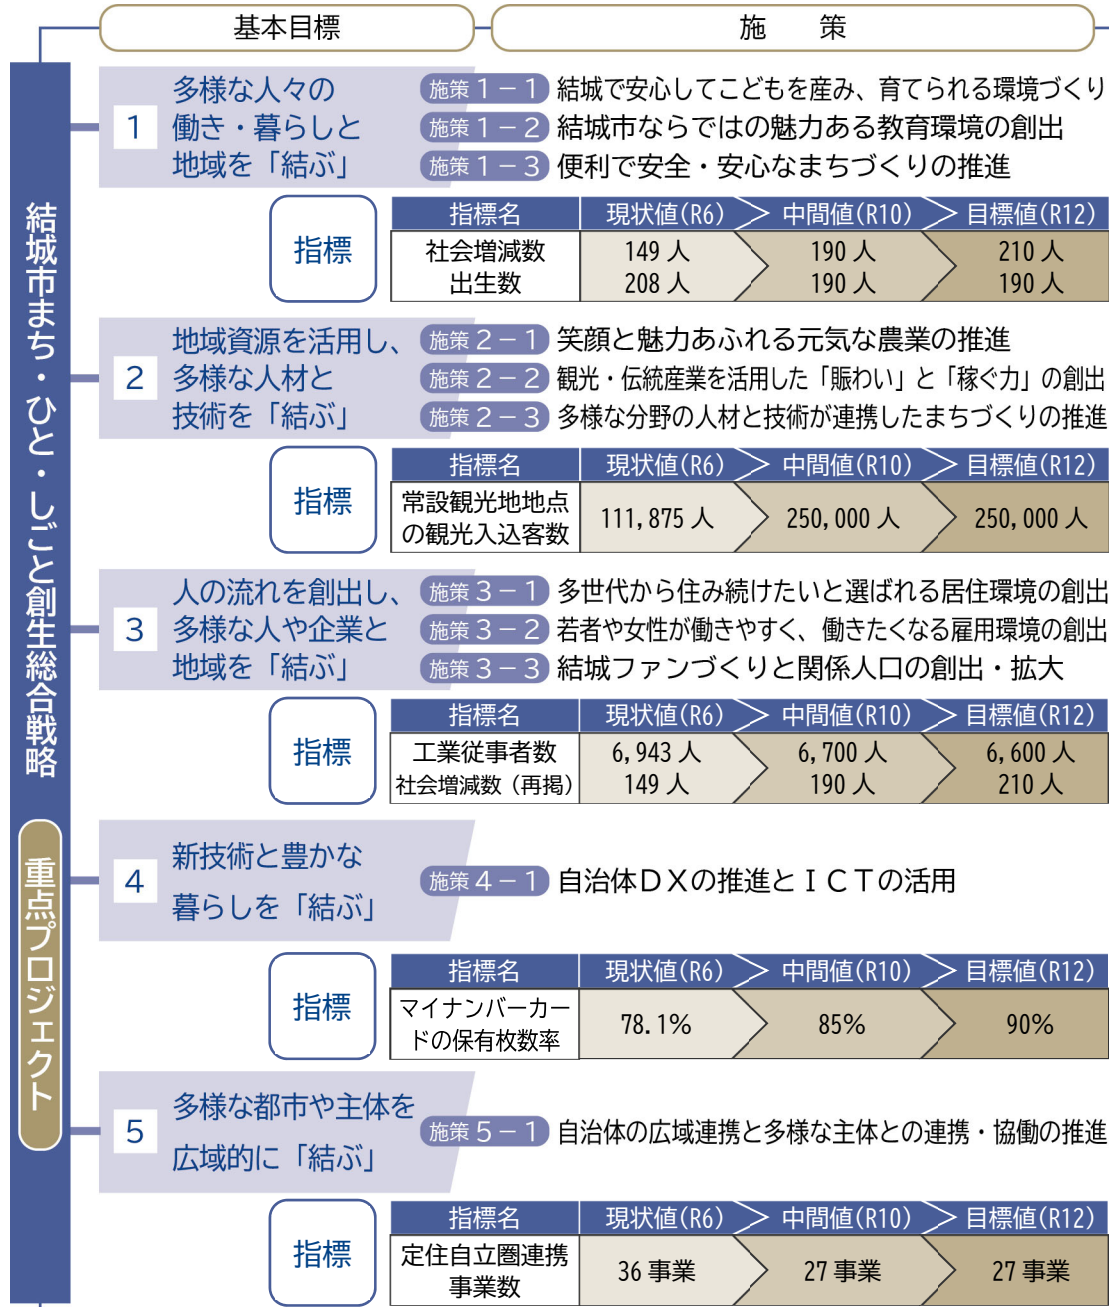 基本目標
施　　策
結城市まち・ひと・しごと創生総合戦略
重点プロジェクト
1
多様な人々の
働き・暮らしと
地域を「結ぶ」
施策１－１ 結城で安心してこどもを産み、育てられる環境づくり
施策１－２ 結城市ならではの魅力ある教育環境の創出
施策１－３ 便利で安全・安心なまちづくりの推進
指標
指標名 現状値(R6) 中間値(R10) 目標値(R12)
社会増減数 149人 190人 210人
出生数 208人 190人 190人
2
地域資源を活用し、
多様な人材と
技術を「結ぶ」
施策２－１ 笑顔と魅力あふれる元気な農業の推進
施策２－２ 観光・伝統産業を活用した「賑わい」と「稼ぐ力」の創出
施策２－３ 多様な分野の人材と技術が連携したまちづくりの推進
指標
指標名 現状値(R6) 中間値(R10) 目標値(R12)
常設観光地地点
の観光入込客数
111,875人 250,000人 250,000人
3
人の流れを創出し、
多様な人や企業と
地域を「結ぶ」
施策３－１ 多世代から住み続けたいと選ばれる居住環境の創出
施策３－２ 若者や女性が働きやすく、働きたくなる雇用環境の創出
施策３－３ 結城ファンづくりと関係人口の創出・拡大
指標
指標名 現状値(R6) 中間値(R10) 目標値(R12)
工業従事者数 6,943人 6,700人 6,600人
社会増減数（再掲） 149人 190人 210人
4
新技術と豊かな
暮らしを「結ぶ」
施策４－１ 自治体ＤＸの推進とＩＣＴの活用
指標
指標名 現状値(R6) 中間値(R10) 目標値(R12)
マイナンバーカー
ドの保有枚数率
78.1% 85% 90%
5
多様な都市や主体を
広域的に「結ぶ」
施策５－１ 自治体の広域連携と多様な主体との連携・協働の推進
指標
指標名 現状値(R6) 中間値(R10) 目標値(R12)
定住自立圏連携
事業数
36事業 27事業 27事業